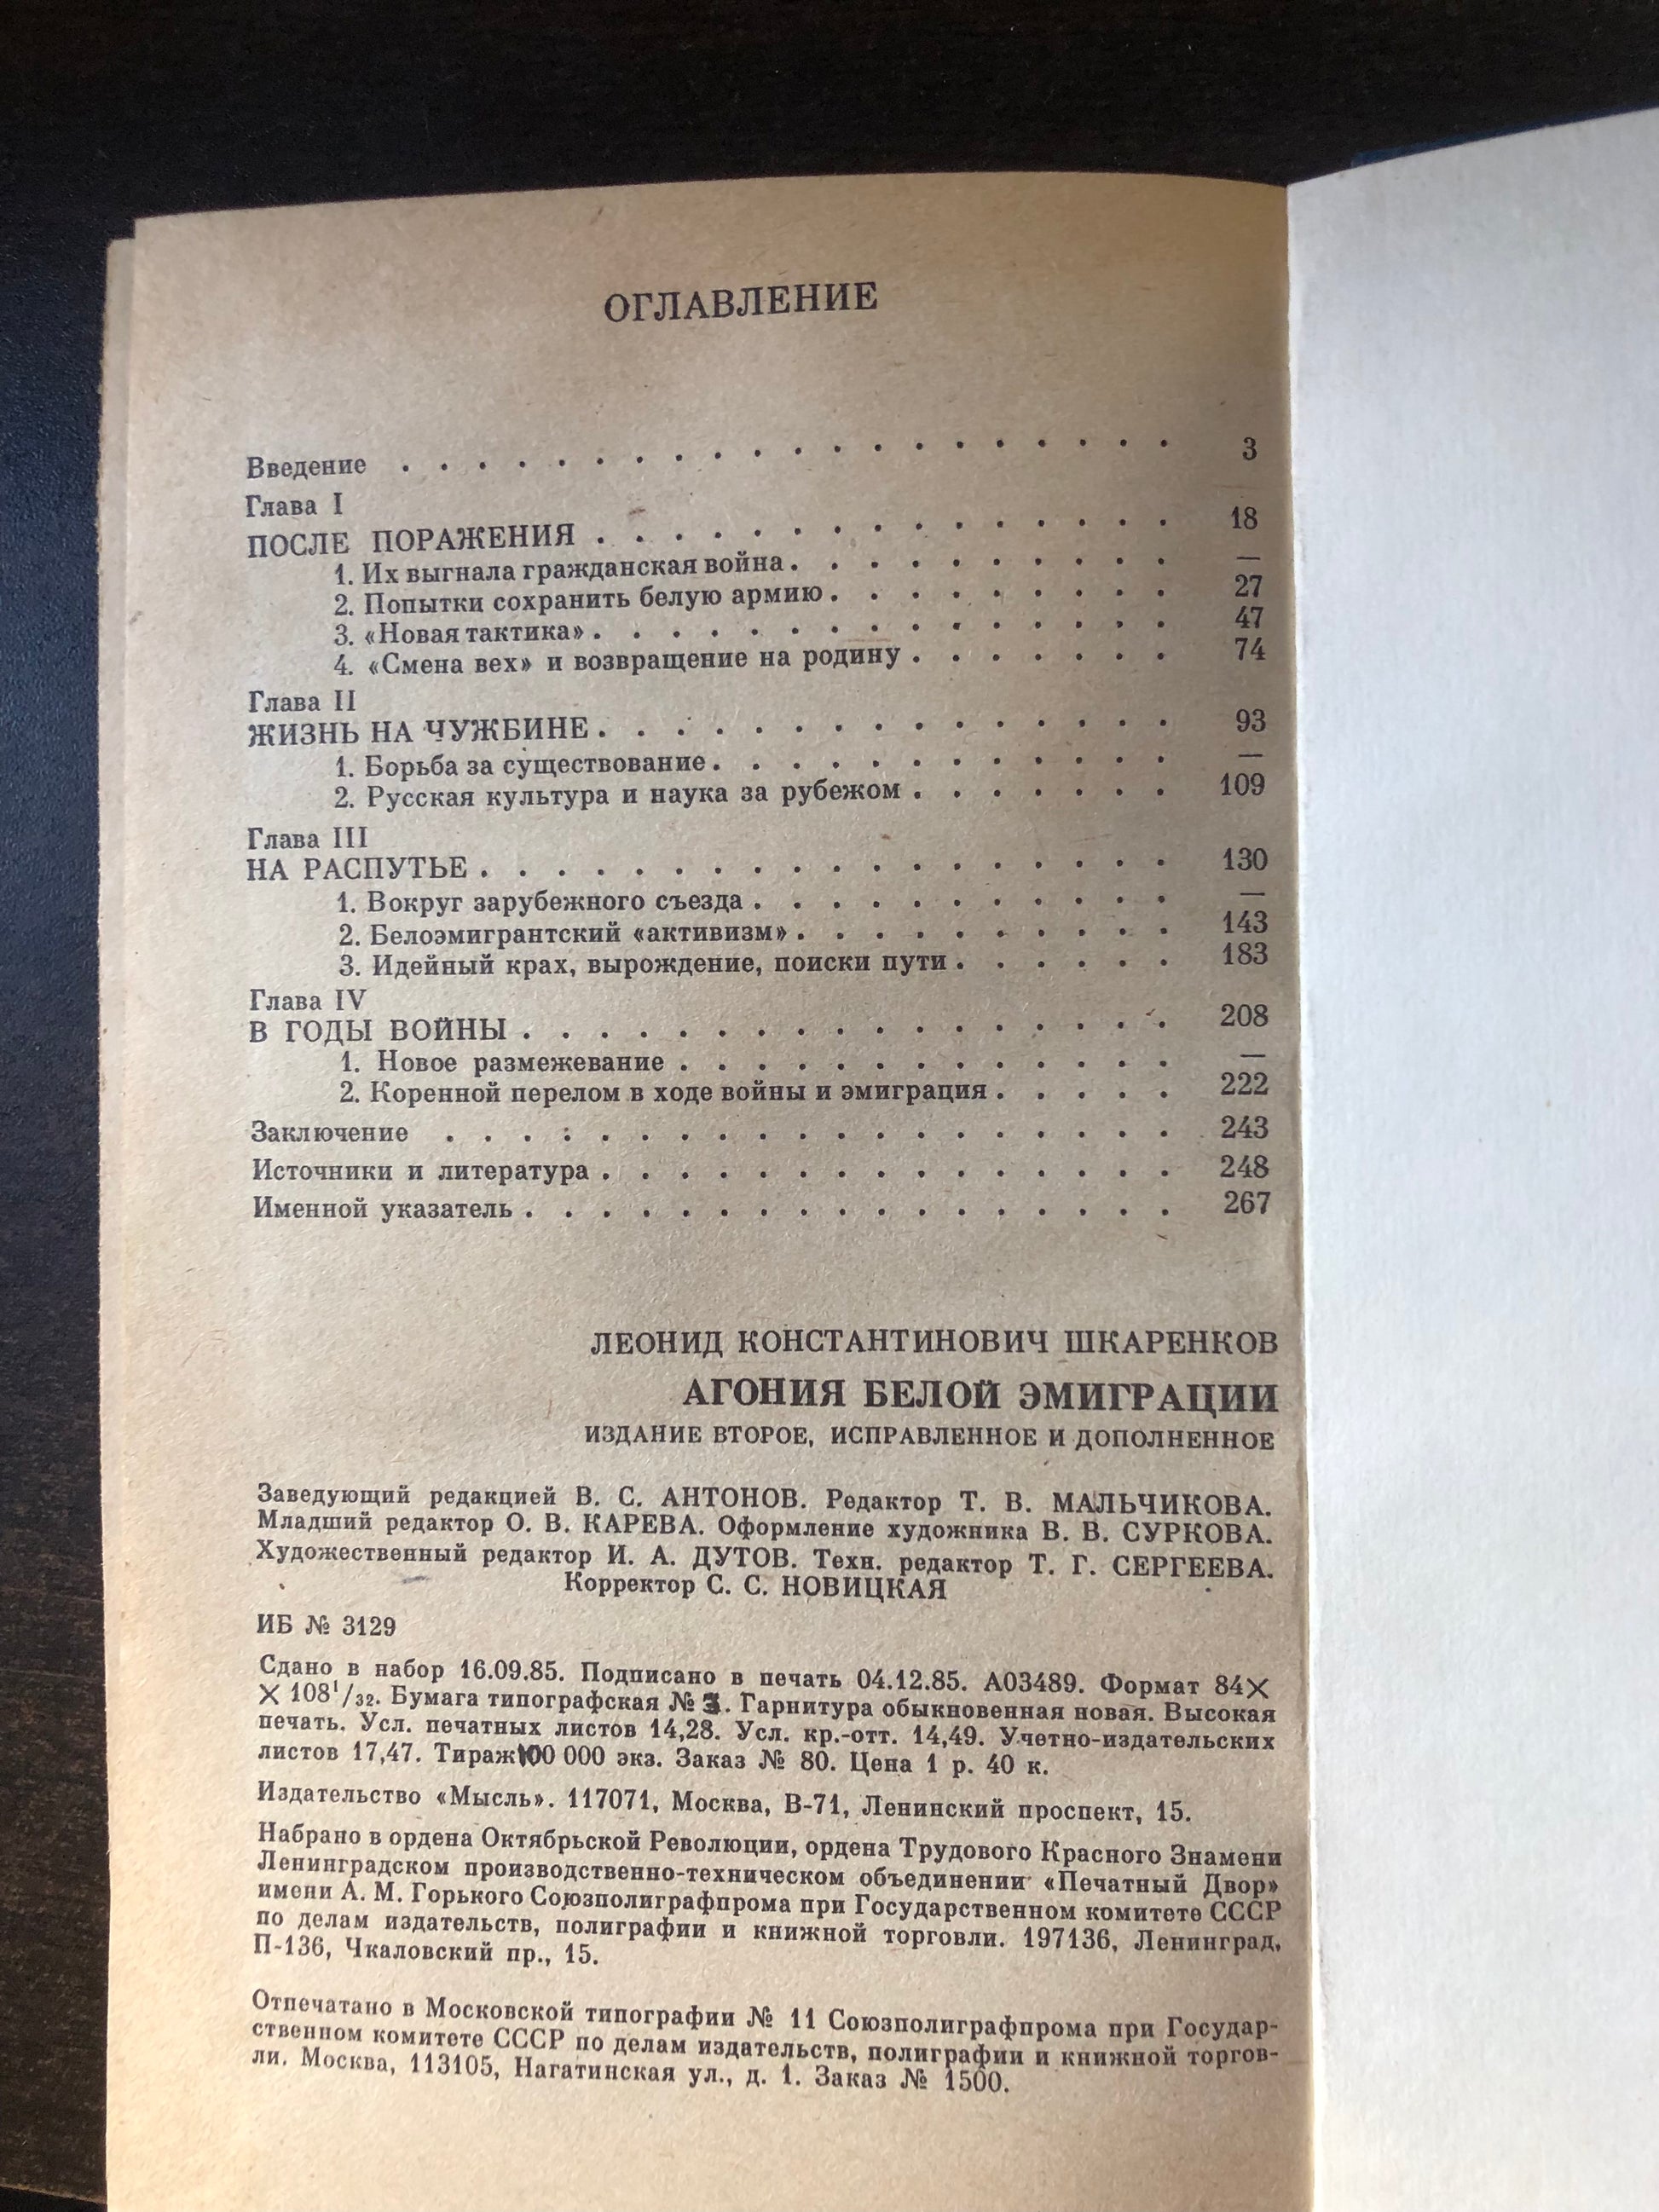 ОГЛАВЛЕНИЕ
Введение . . . . . . . . . . . . . . . . . . . . 3
Глава I
ПОСЛЕ ПОРАЖЕНИЯ . . . . . . . . . . . . . . . 18
1. Их выгнала гражданская война . . . . . . . . . . —
2. Попытки сохранить белую армию . . . . . . . . . 27
3. «Новая тактика» . . . . . . . . . . . . . . . 47
4. «Смена вех» и возвращение на родину . . . . . . . 74
Глава II
ЖИЗНЬ НА ЧУЖБИНЕ . . . . . . . . . . . . . . . 93
1. Борьба за существование . . . . . . . . . . . . —
2. Русская культура и наука за рубежом . . . . . . . 109
Глава III
НА РАСПУТЬЕ . . . . . . . . . . . . . . . . . . 130
1. Вокруг зарубежного съезда . . . . . . . . . . . —
2. Белоэмигрантский «активизм» . . . . . . . . . . 143
3. Идейный крах, вырождение, поиски пути . . . . . . 183
Глава IV
В ГОДЫ ВОЙНЫ . . . . . . . . . . . . . . . . . 208
1. Новое размежевание . . . . . . . . . . . . . —
2. Коренной перелом в ходе войны и эмиграция . . . . . 222
Заключение . . . . . . . . . . . . . . . . . . . 243
Источники и литература . . . . . . . . . . . . . . . 248
Именной указатель . . . . . . . . . . . . . . . . . 267
ЛЕОНИД КОНСТАНТИНОВИЧ ШКАРЕНКОВ
АГОНИЯ БЕЛОЙ ЭМИГРАЦИИ
ИЗДАНИЕ ВТОРОЕ, ИСПРАВЛЕННОЕ И ДОПОЛНЕННОЕ
Заведующий редакцией В. С. АНТОНОВ. Редактор Т. В. МАЛЬЧИКОВА.
Младший редактор О. В. КАРЕВА. Оформление художника В. В. СУРКОВА.
Художественный редактор И. А. ДУТОВ. Техн. редактор Т. Г. СЕРГЕЕВА.
Корректор С. С. НОВИЦКАЯ
ИБ № 3129
Сдано в набор 16.09.85. Подписано в печать 04.12.85. А03489. Формат 84×
× 108¹/₃₂. Бумага типографская № 3. Гарнитура обыкновенная новая. Высокая
печать. Усл. печатных листов 14,28. Усл. кр.-отт. 14,49. Учетно-издательских
листов 17,47. Тираж 100 000 экз. Заказ № 80. Цена 1 р. 40 к.
Издательство «Мысль». 117071, Москва, В-71, Ленинский проспект, 15.
Набрано в ордена Октябрьской Революции, ордена Трудового Красного Знамени
Ленинградском производственно-техническом объединении «Печатный Двор»
имени А. М. Горького Союзполиграфпрома при Государственном комитете СССР
по делам издательств, полиграфии и книжной торговли. 197136, Ленинград,
П-136, Чкаловский пр., 15.
Отпечатано в Московской типографии № 11 Союзполиграфпрома при Государ-
ственном комитете СССР по делам издательств, полиграфии и книжной торгов-
ли. Москва, 113105, Нагатинская ул., д. 1. Заказ № 1500.